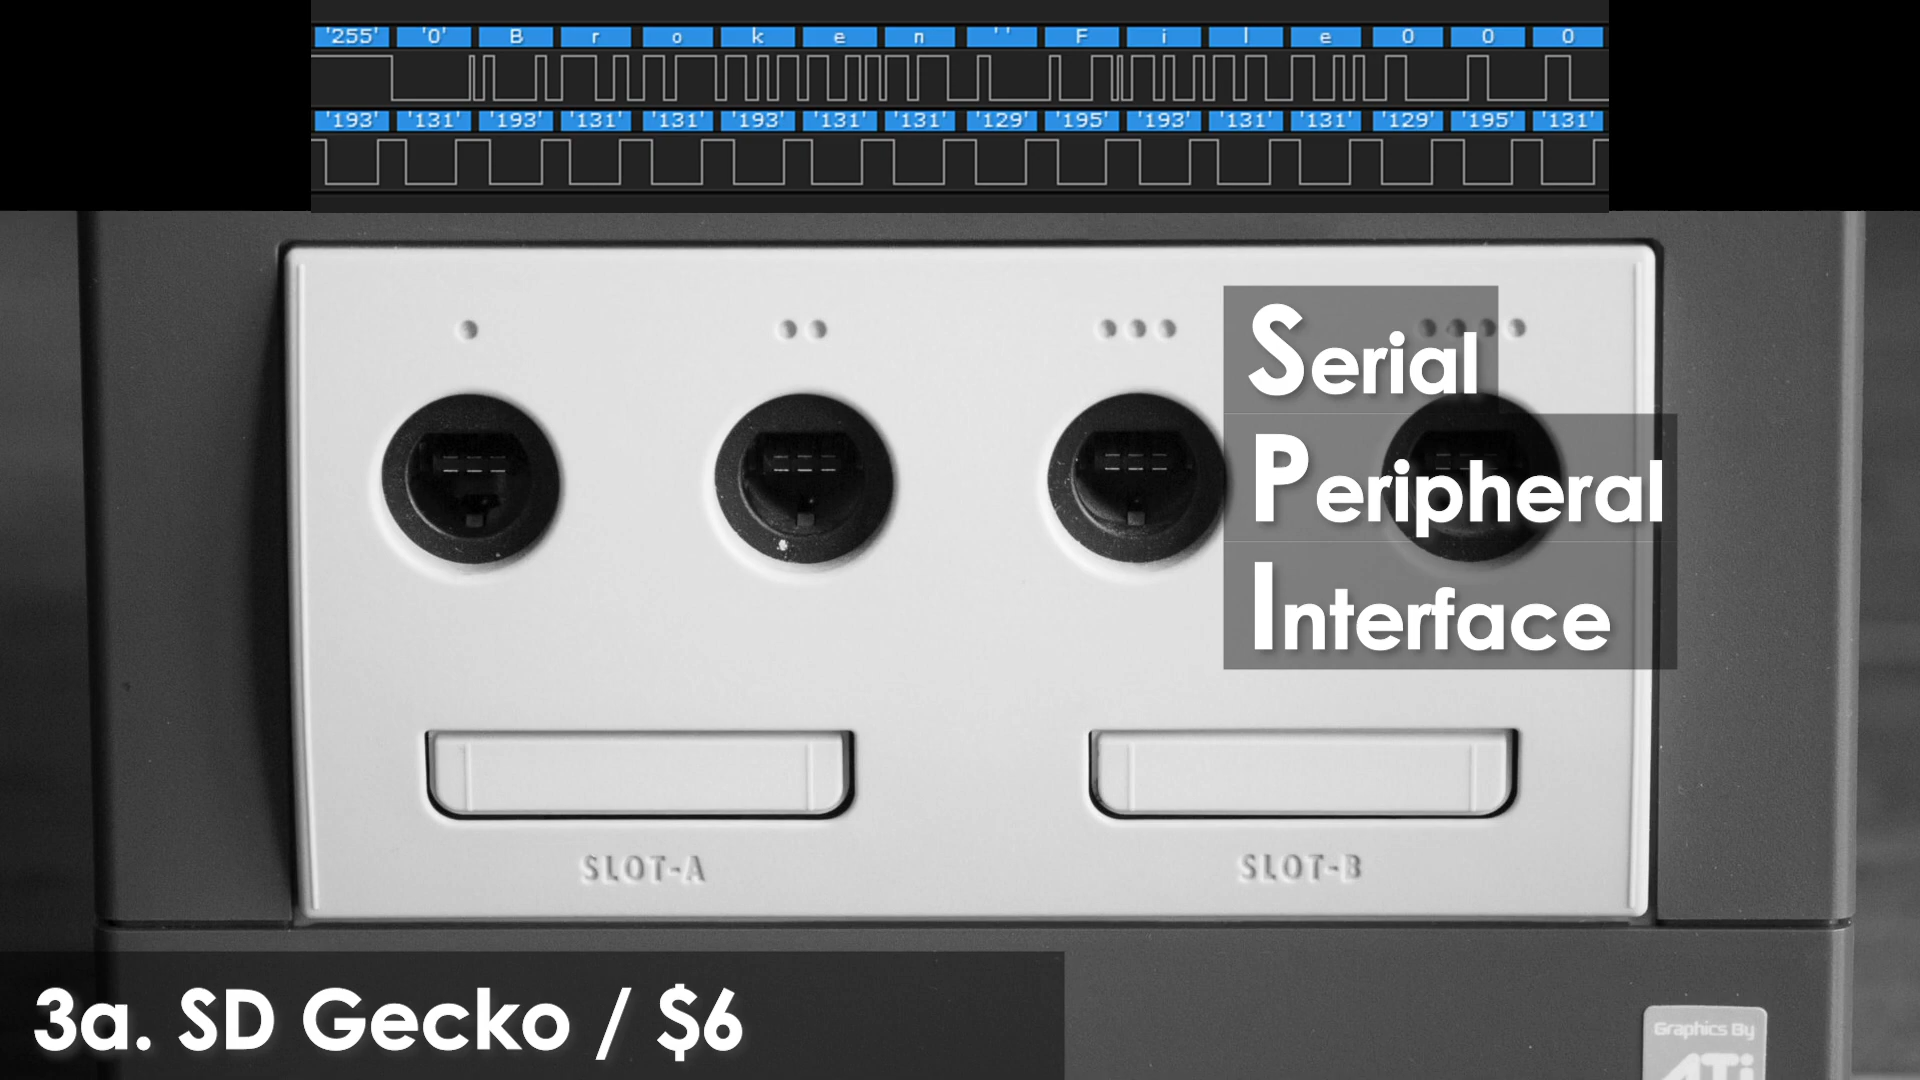 '255' '0' B r o k e n ' ' F i l e 0 0 0
'193' '131' '193' '131' '131' '193' '131' '131' '129' '195' '193' '131' '131' '129' '195' '131'
Serial
Peripheral
Interface
SLOT-A
SLOT-B
3a. SD Gecko / $6
Graphics By
ATi